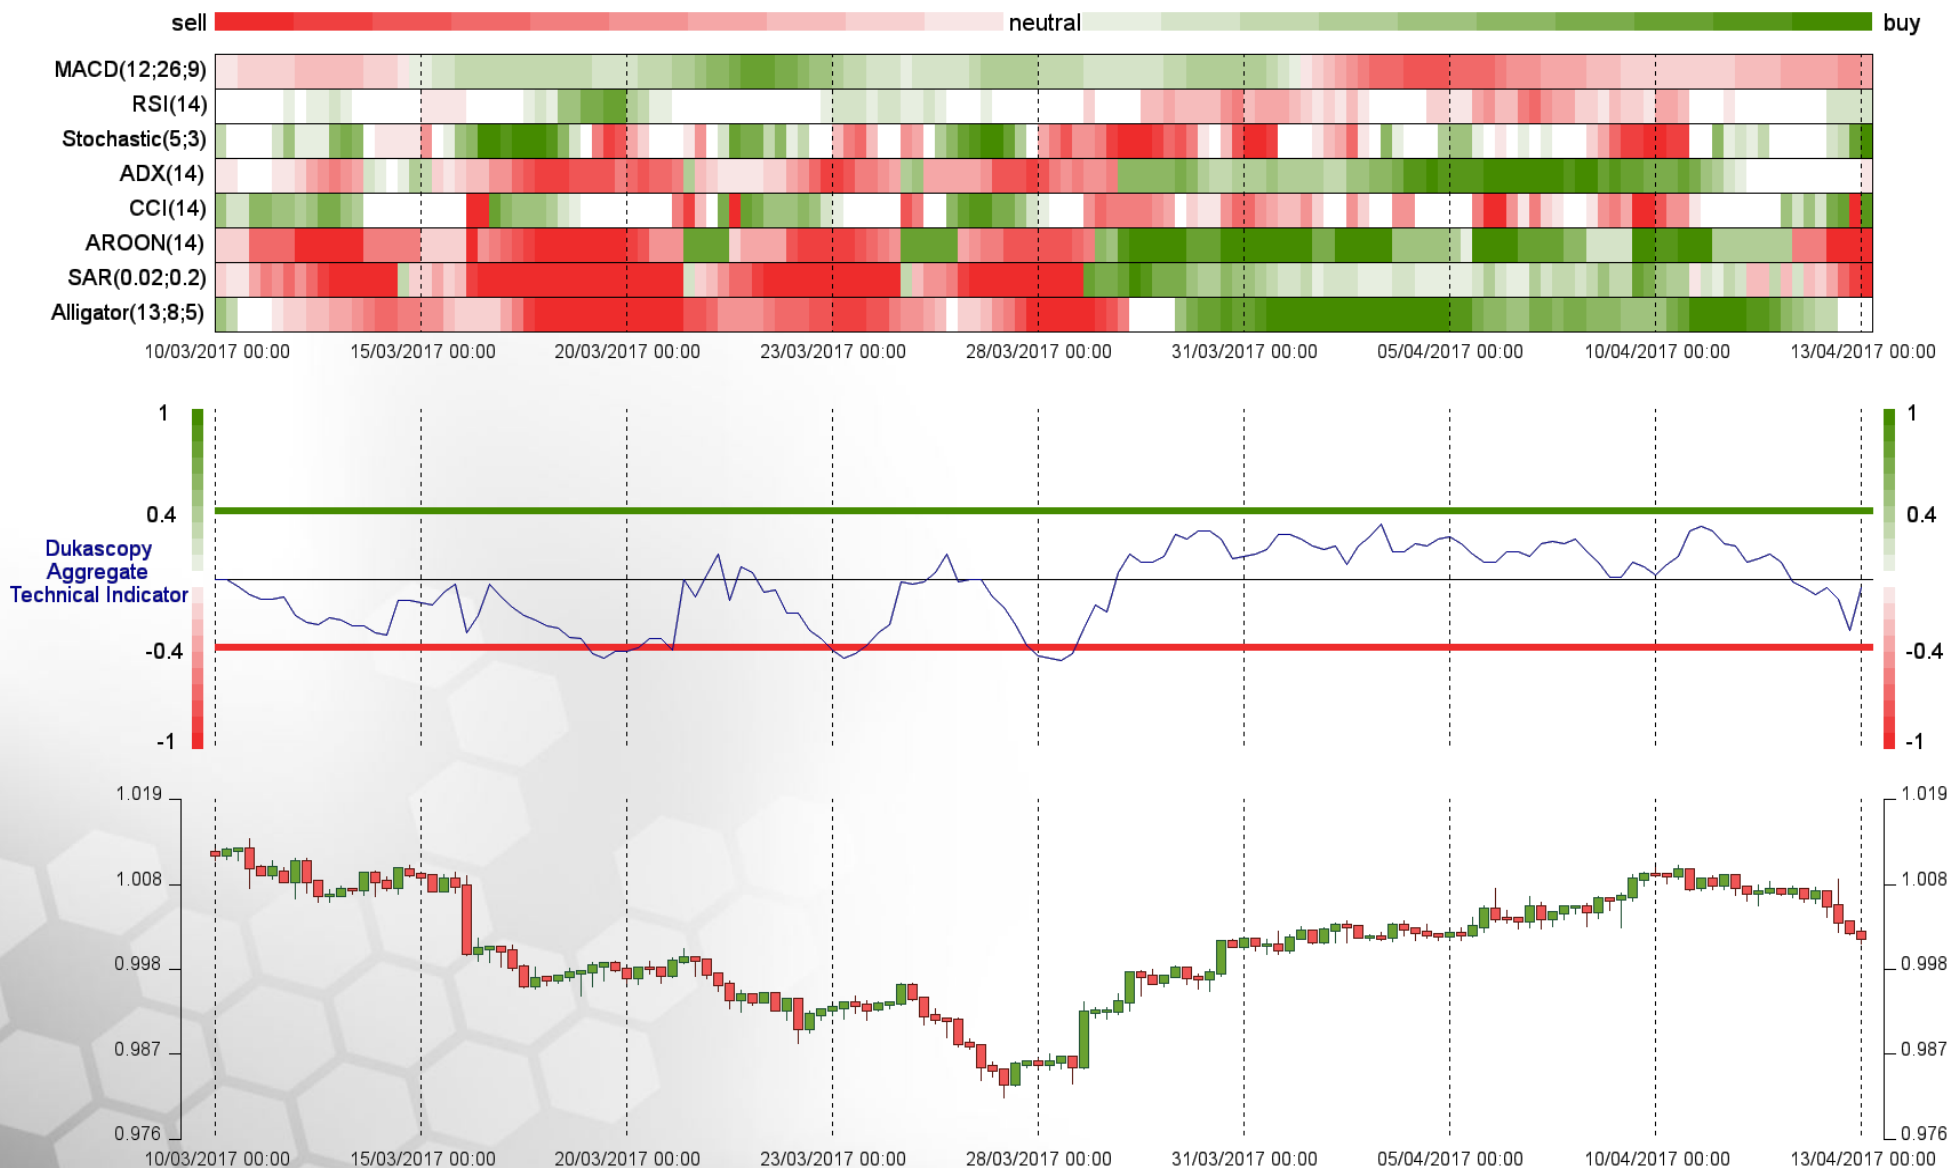 sell neutral buy
MACD(12;26;9)
RSI(14)
Stochastic(5;3)
ADX(14)
CCI(14)
AROON(14)
SAR(0.02;0.2)
Alligator(13;8;5)
10/03/2017 00:00 15/03/2017 00:00 20/03/2017 00:00 23/03/2017 00:00 28/03/2017 00:00 31/03/2017 00:00 05/04/2017 00:00 10/04/2017 00:00 13/04/2017 00:00
1 1
0.4 0.4
Dukascopy
Aggregate
Technical Indicator
-0.4 -0.4
-1 -1
1.019 1.019
1.008 1.008
0.998 0.998
0.987 0.987
0.976 0.976
10/03/2017 00:00 15/03/2017 00:00 20/03/2017 00:00 23/03/2017 00:00 28/03/2017 00:00 31/03/2017 00:00 05/04/2017 00:00 10/04/2017 00:00 13/04/2017 00:00